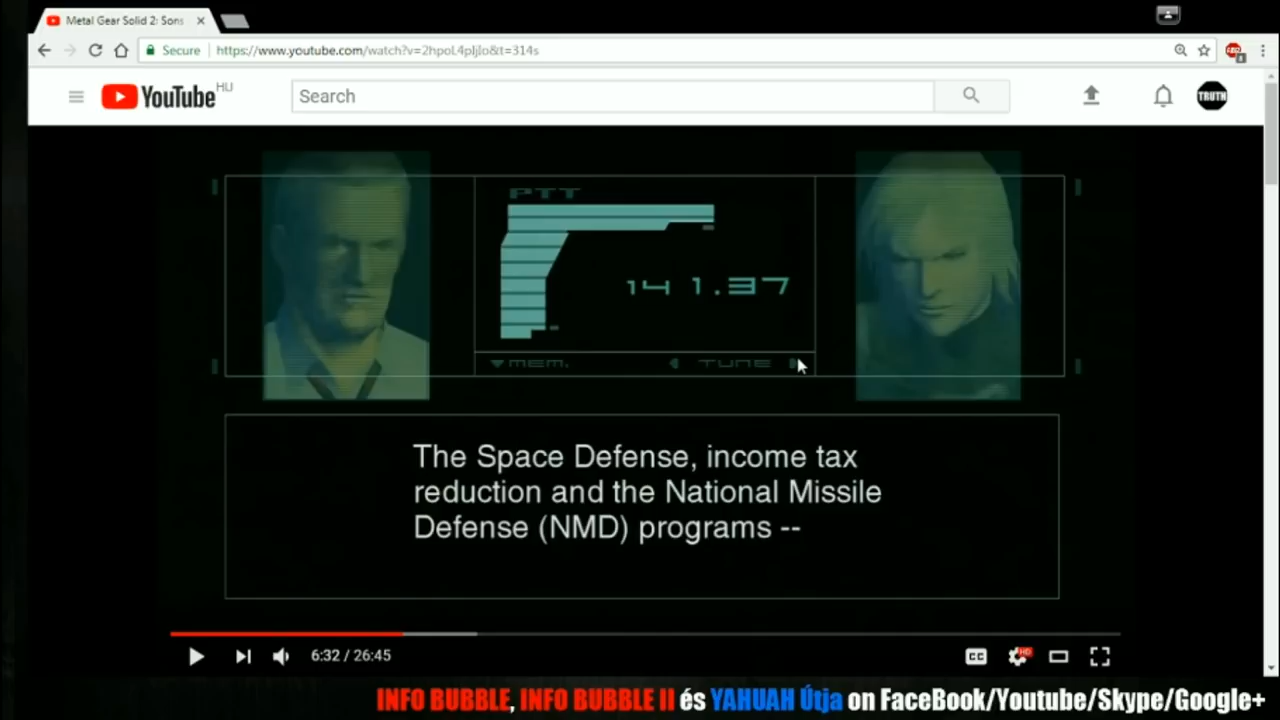 Metal Gear Solid 2: Sons
Secure
https://www.youtube.com/watch?v=2hpoL4pljlo&t=314s
YouTube HU
Search
TRUTH
PTT
141.37
MEM.
TUNE
The Space Defense, income tax
reduction and the National Missile
Defense (NMD) programs --
6:32 / 26:45
CC
HD
INFO BUBBLE, INFO BUBBLE II és YAHUAH Útja on FaceBook/Youtube/Skype/Google+